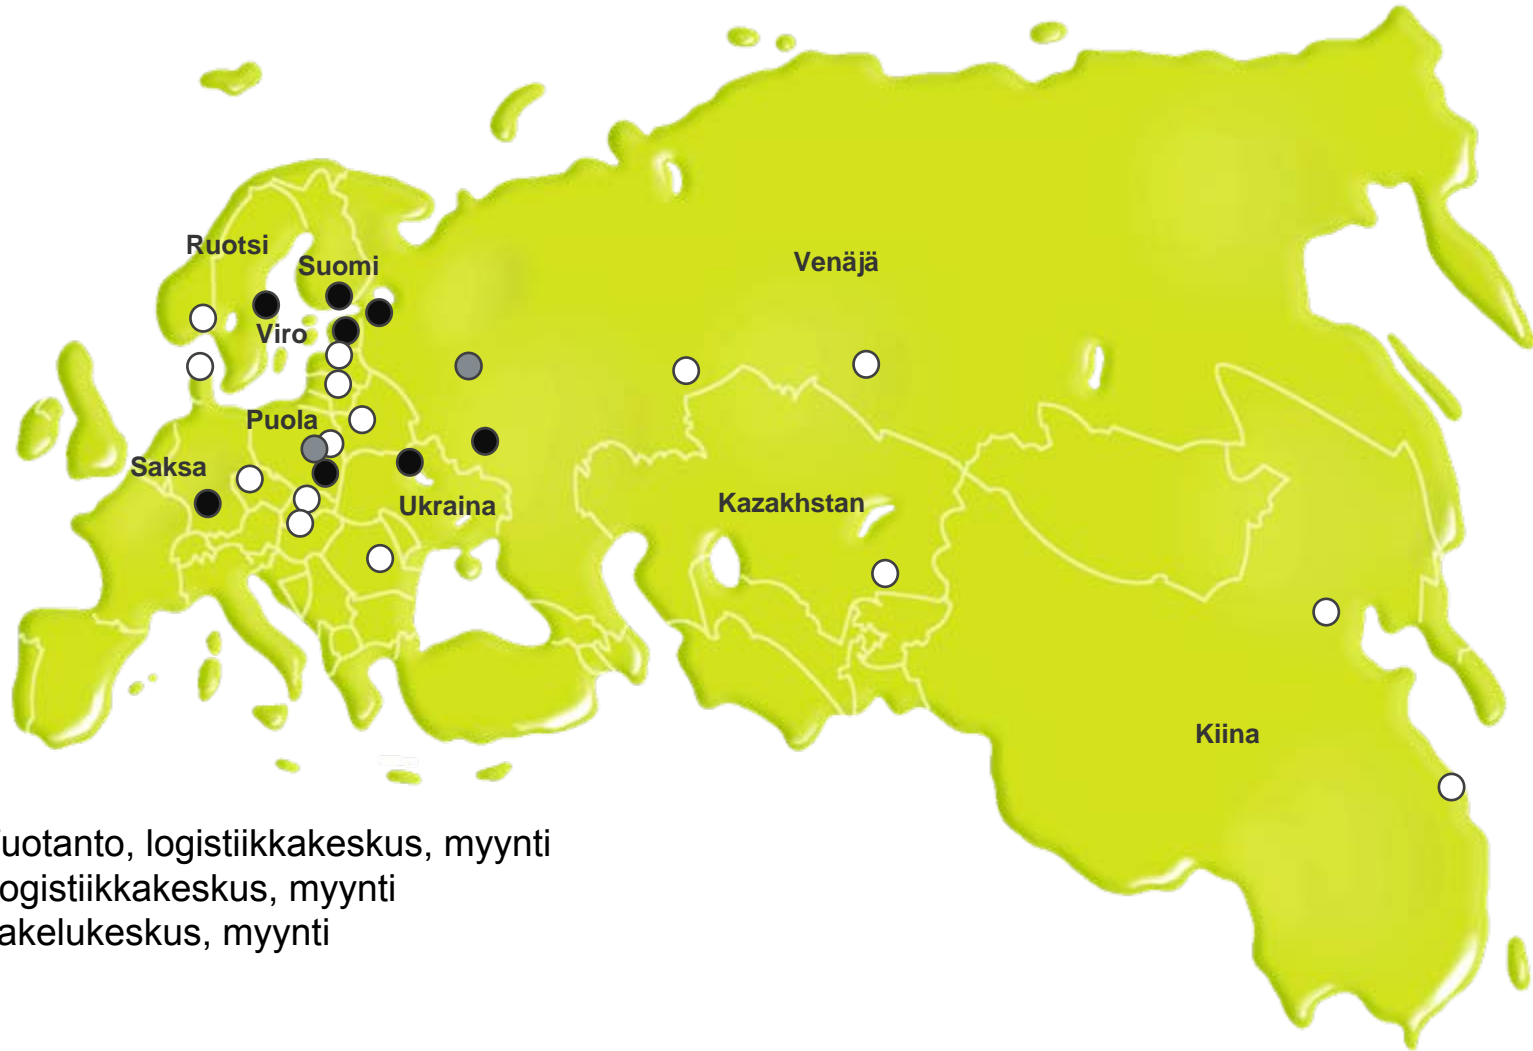 Ruotsi
Suomi
Venäjä
Viro
Puola
Saksa
Ukraina
Kazakhstan
Kiina
uotanto, logistiikkakeskus, myynti
ogistiikkakeskus, myynti
akelukeskus, myynti